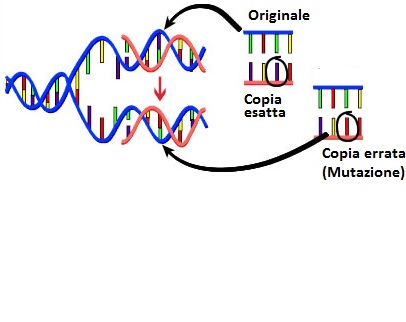 Originale
Copia
esatta
Copia errata
(Mutazione)